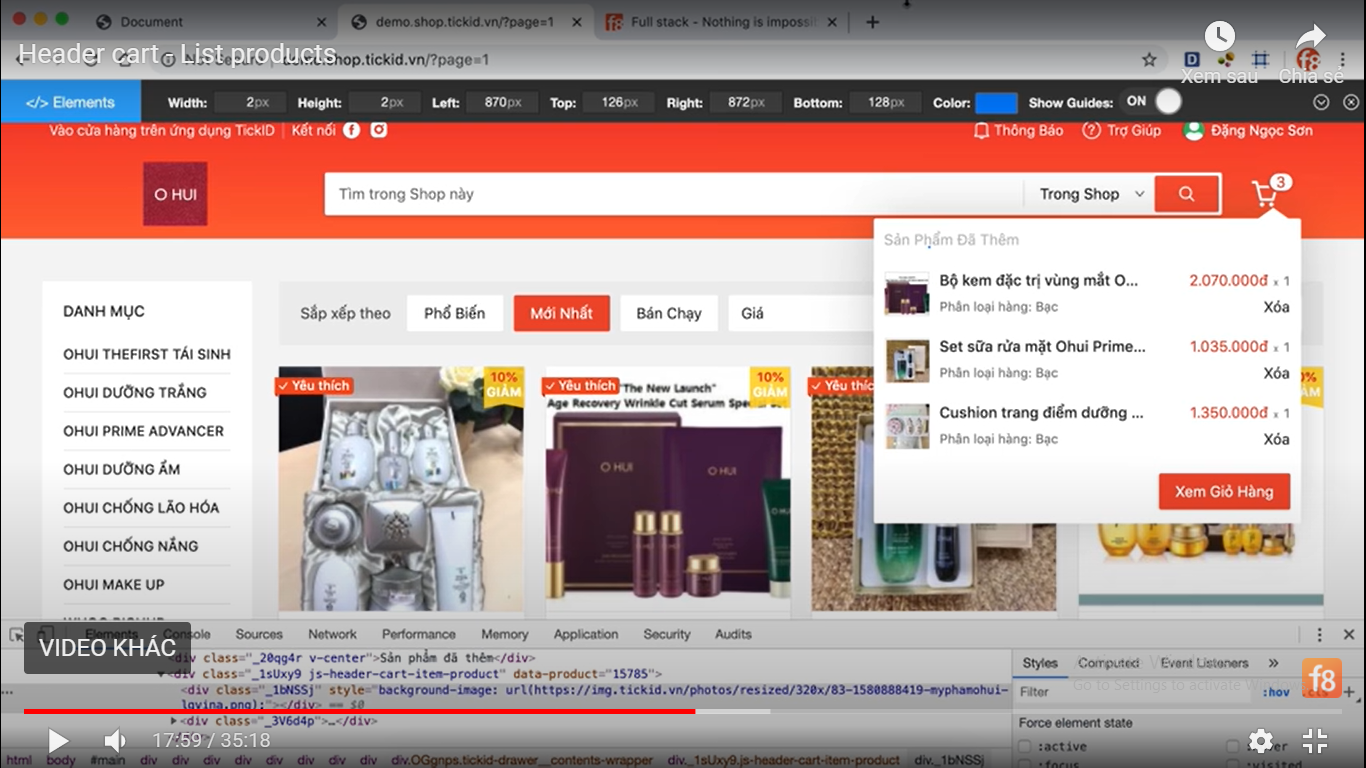 Document
demo.shop.tickid.vn/?page=1
Full stack - Nothing is impossi
Header cart - List products
Not Secure
demo.shop.tickid.vn/?page=1
Xem sau
Chia sẻ
</> Elements
Width: 2px
Height: 2px
Left: 870px
Top: 126px
Right: 872px
Bottom: 128px
Color:
Show Guides: ON
Vào cửa hàng trên ứng dụng TickID | Kết nối
Thông Báo
Trợ Giúp
Đặng Ngọc Sơn
O HUI
Tìm trong Shop này
Trong Shop
3
Sản Phẩm Đã Thêm
Bộ kem đặc trị vùng mắt O...
2.070.000đ x 1
Phân loại hàng: Bạc
Xóa
Set sữa rửa mặt Ohui Prime...
1.035.000đ x 1
Phân loại hàng: Bạc
Xóa
Cushion trang điểm dưỡng ...
1.350.000đ x 1
Phân loại hàng: Bạc
Xóa
Xem Giỏ Hàng
DANH MỤC
OHUI THEFIRST TÁI SINH
OHUI DƯỠNG TRẮNG
OHUI PRIME ADVANCER
OHUI DƯỠNG ẨM
OHUI CHỐNG LÃO HÓA
OHUI CHỐNG NẮNG
OHUI MAKE UP
Sắp xếp theo
Phổ Biến
Mới Nhất
Bán Chạy
Giá
Yêu thích
10%
GIẢM
Yêu thích
"The New Launch"
Age Recovery Wrinkle Cut Serum Spe
10%
GIẢM
O HUI
O HUI
Yêu thíc
VIDEO KHÁC
Elements
Console
Sources
Network
Performance
Memory
Application
Security
Audits
<div class="_20qg4r v-center">Sản phẩm đã thêm</div>
<div class="_1sUxy9 js-header-cart-item-product" data-product="15785">
<div class="_1bNSSj" style="background-image: url(https://img.tickid.vn/photos/resized/320x/83-1580888419-myphamohui-
lgvina.png);"></div> == $0
<div class="_3V6d4p">…</div>
Styles
Computed
Event Listeners
Go to Settings to activate Windows
Filter
:hov
.cls
f8
Force element state
:active
:focus
:visited
17:59 / 35:18
html body #main div div div div div div div div div.OGgnps.tickid-drawer__contents-wrapper div._1sUxy9.js-header-cart-item-product div._1bNSSj